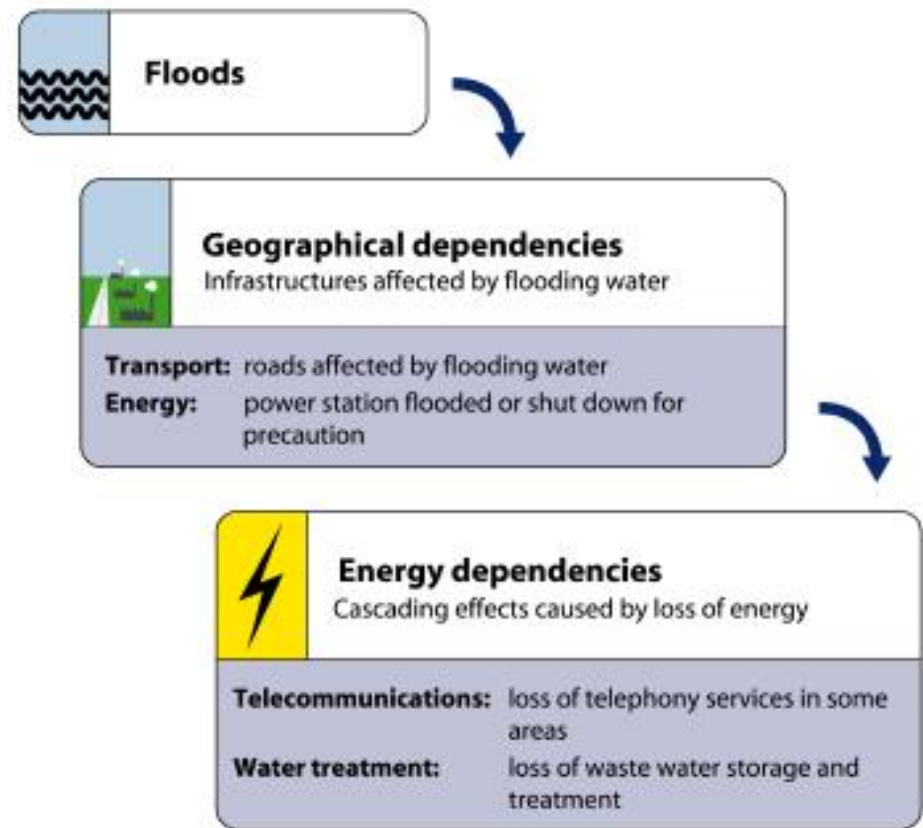 Floods
Geographical dependencies
Infrastructures affected by flooding water
Transport: roads affected by flooding water
Energy: power station flooded or shut down for
precaution
Energy dependencies
Cascading effects caused by loss of energy
Telecommunications: loss of telephony services in some
areas
Water treatment: loss of waste water storage and
treatment